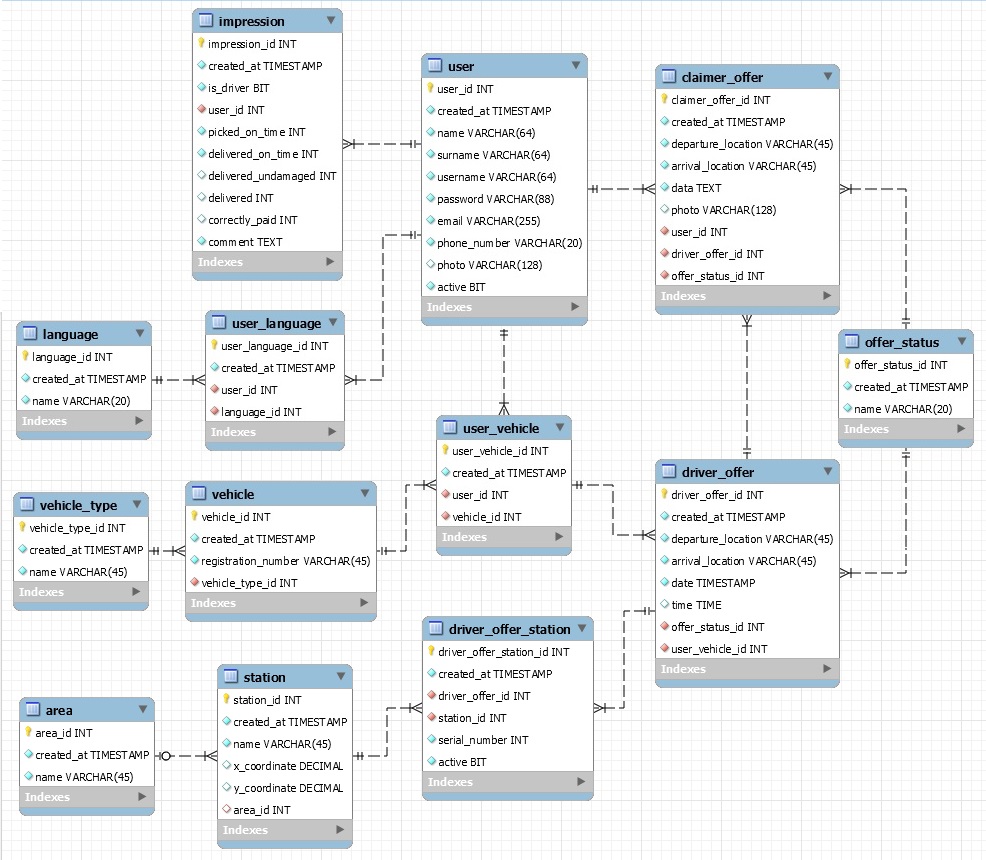 impression
impression_id INT
created_at TIMESTAMP
is_driver BIT
user_id INT
picked_on_time INT
delivered_on_time INT
delivered_undamaged INT
delivered INT
correctly_paid INT
comment TEXT
Indexes
user
user_id INT
created_at TIMESTAMP
name VARCHAR(64)
surname VARCHAR(64)
username VARCHAR(64)
password VARCHAR(88)
email VARCHAR(255)
phone_number VARCHAR(20)
photo VARCHAR(128)
active BIT
Indexes
claimer_offer
claimer_offer_id INT
created_at TIMESTAMP
departure_location VARCHAR(45)
arrival_location VARCHAR(45)
data TEXT
photo VARCHAR(128)
user_id INT
driver_offer_id INT
offer_status_id INT
Indexes
language
language_id INT
created_at TIMESTAMP
name VARCHAR(20)
Indexes
user_language
user_language_id INT
created_at TIMESTAMP
user_id INT
language_id INT
Indexes
offer_status
offer_status_id INT
created_at TIMESTAMP
name VARCHAR(20)
Indexes
user_vehicle
user_vehicle_id INT
created_at TIMESTAMP
user_id INT
vehicle_id INT
Indexes
vehicle_type
vehicle_type_id INT
created_at TIMESTAMP
name VARCHAR(45)
Indexes
vehicle
vehicle_id INT
created_at TIMESTAMP
registration_number VARCHAR(45)
vehicle_type_id INT
Indexes
driver_offer
driver_offer_id INT
created_at TIMESTAMP
departure_location VARCHAR(45)
arrival_location VARCHAR(45)
date TIMESTAMP
time TIME
offer_status_id INT
user_vehicle_id INT
Indexes
driver_offer_station
driver_offer_station_id INT
created_at TIMESTAMP
driver_offer_id INT
station_id INT
serial_number INT
active BIT
Indexes
station
station_id INT
created_at TIMESTAMP
name VARCHAR(45)
x_coordinate DECIMAL
y_coordinate DECIMAL
area_id INT
Indexes
area
area_id INT
created_at TIMESTAMP
name VARCHAR(45)
Indexes